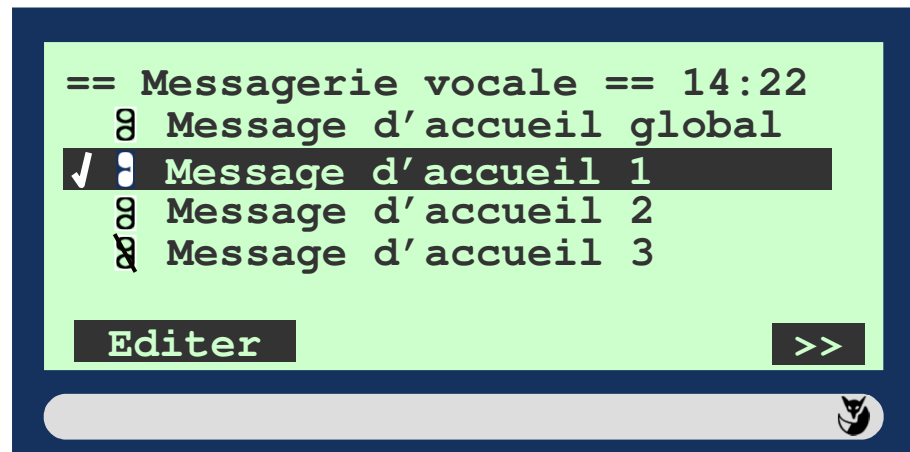 == Messagerie vocale == 14:22
Message d’accueil global
√ Message d’accueil 1
Message d’accueil 2
Message d’accueil 3
Editer >>